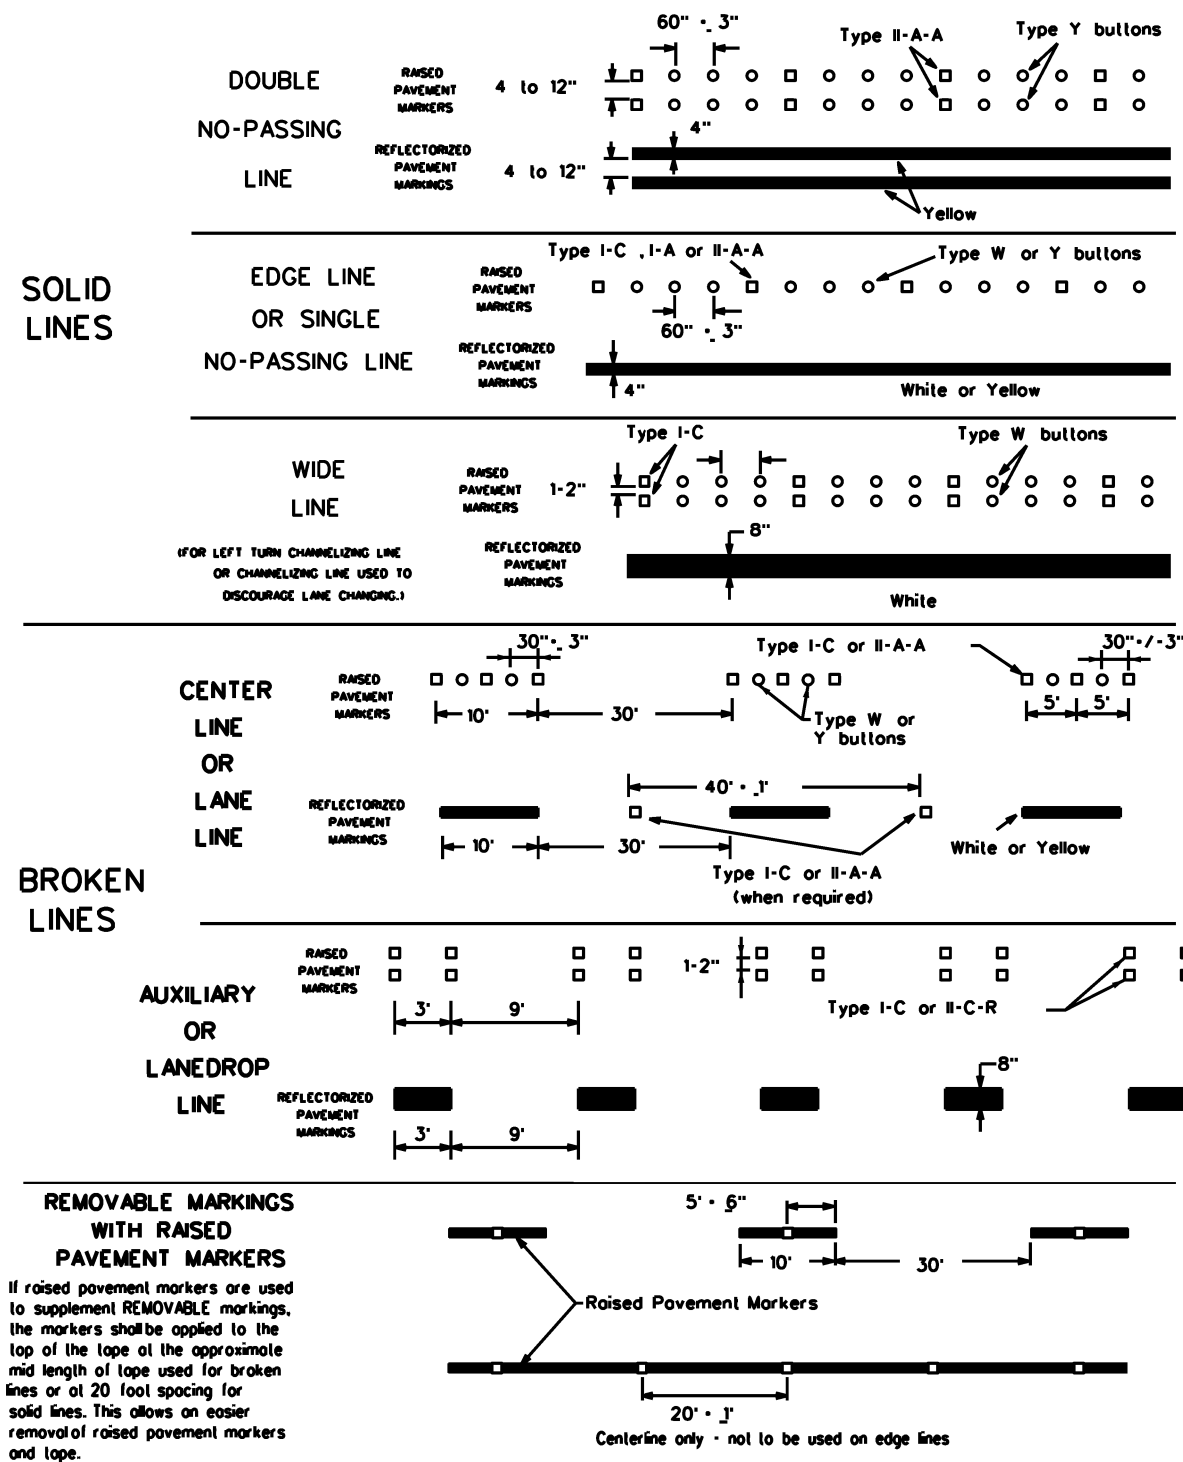 60" ± 3"
Type II-A-A
Type Y buttons
DOUBLE
NO-PASSING
LINE
RAISED
PAVEMENT
MARKERS
4 to 12"
4"
REFLECTORIZED
PAVEMENT
MARKINGS
4 to 12"
Yellow
SOLID
LINES
EDGE LINE
OR SINGLE
NO-PASSING LINE
Type I-C , I-A or II-A-A
Type W or Y buttons
RAISED
PAVEMENT
MARKERS
60" ± 3"
REFLECTORIZED
PAVEMENT
MARKINGS
4"
White or Yellow
WIDE
LINE
(FOR LEFT TURN CHANNELIZING LINE
OR CHANNELIZING LINE USED TO
DISCOURAGE LANE CHANGING.)
Type I-C
Type W buttons
RAISED
PAVEMENT
MARKERS
1-2"
8"
REFLECTORIZED
PAVEMENT
MARKINGS
White
BROKEN
LINES
CENTER
LINE
OR
LANE
LINE
30" ± 3"
Type I-C or II-A-A
30"+/-3"
RAISED
PAVEMENT
MARKERS
10'
30'
Type W or
Y buttons
5'
5'
40' ± 1'
REFLECTORIZED
PAVEMENT
MARKINGS
10'
30'
Type I-C or II-A-A
(when required)
White or Yellow
AUXILIARY
OR
LANEDROP
LINE
RAISED
PAVEMENT
MARKERS
1-2"
3'
9'
Type I-C or II-C-R
8"
REFLECTORIZED
PAVEMENT
MARKINGS
3'
9'
REMOVABLE MARKINGS
WITH RAISED
PAVEMENT MARKERS
If raised pavement markers are used
to supplement REMOVABLE markings,
the markers shall be applied to the
top of the tape at the approximate
mid length of tape used for broken
lines or at 20 foot spacing for
solid lines. This allows an easier
removal of raised pavement markers
and tape.
5' ± 6"
10'
30'
Raised Pavement Markers
20' ± 1'
Centerline only - not to be used on edge lines